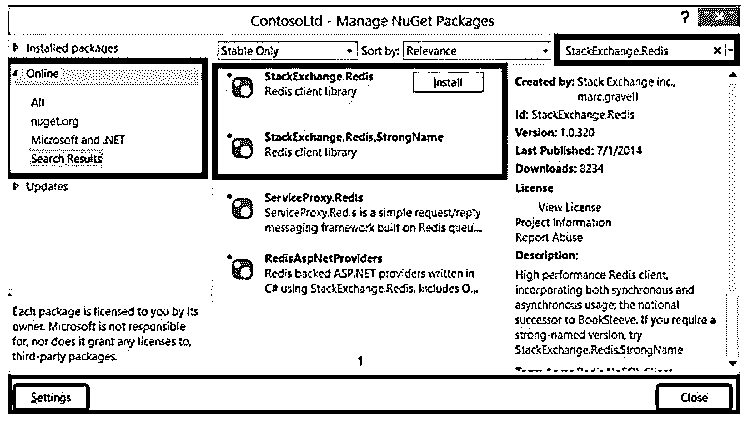 ContosoLtd - Manage NuGet Packages
?
Installed packages
Stable Only
Sort by: Relevance
StackExchange.Redis
Online
All
nuget.org
Microsoft and .NET
Search Results
Updates
StackExchange.Redis
Redis client library
Install
StackExchange.Redis.StrongName
Redis client library
ServiceProxy.Redis
ServiceProxy.Redis is a simple request/reply
messaging framework built on Redis queu...
RedisAspNetProviders
Redis backed ASP.NET providers written in
C# using StackExchange.Redis. Includes O...
1
Created by: Stack Exchange inc.,
marc.gravell
Id: StackExchange.Redis
Version: 1.0.320
Last Published: 7/1/2014
Downloads: 8234
License
View License
Project Information
Report Abuse
Description:
High performance Redis client,
incorporating both synchronous and
asynchronous usage; the notional
successor to BookSleeve. If you require a
strong-named version, try
StackExchange.Redis.StrongName
Each package is licensed to you by its
owner. Microsoft is not responsible
for, nor does it grant any licenses to,
third-party packages.
Settings
Close